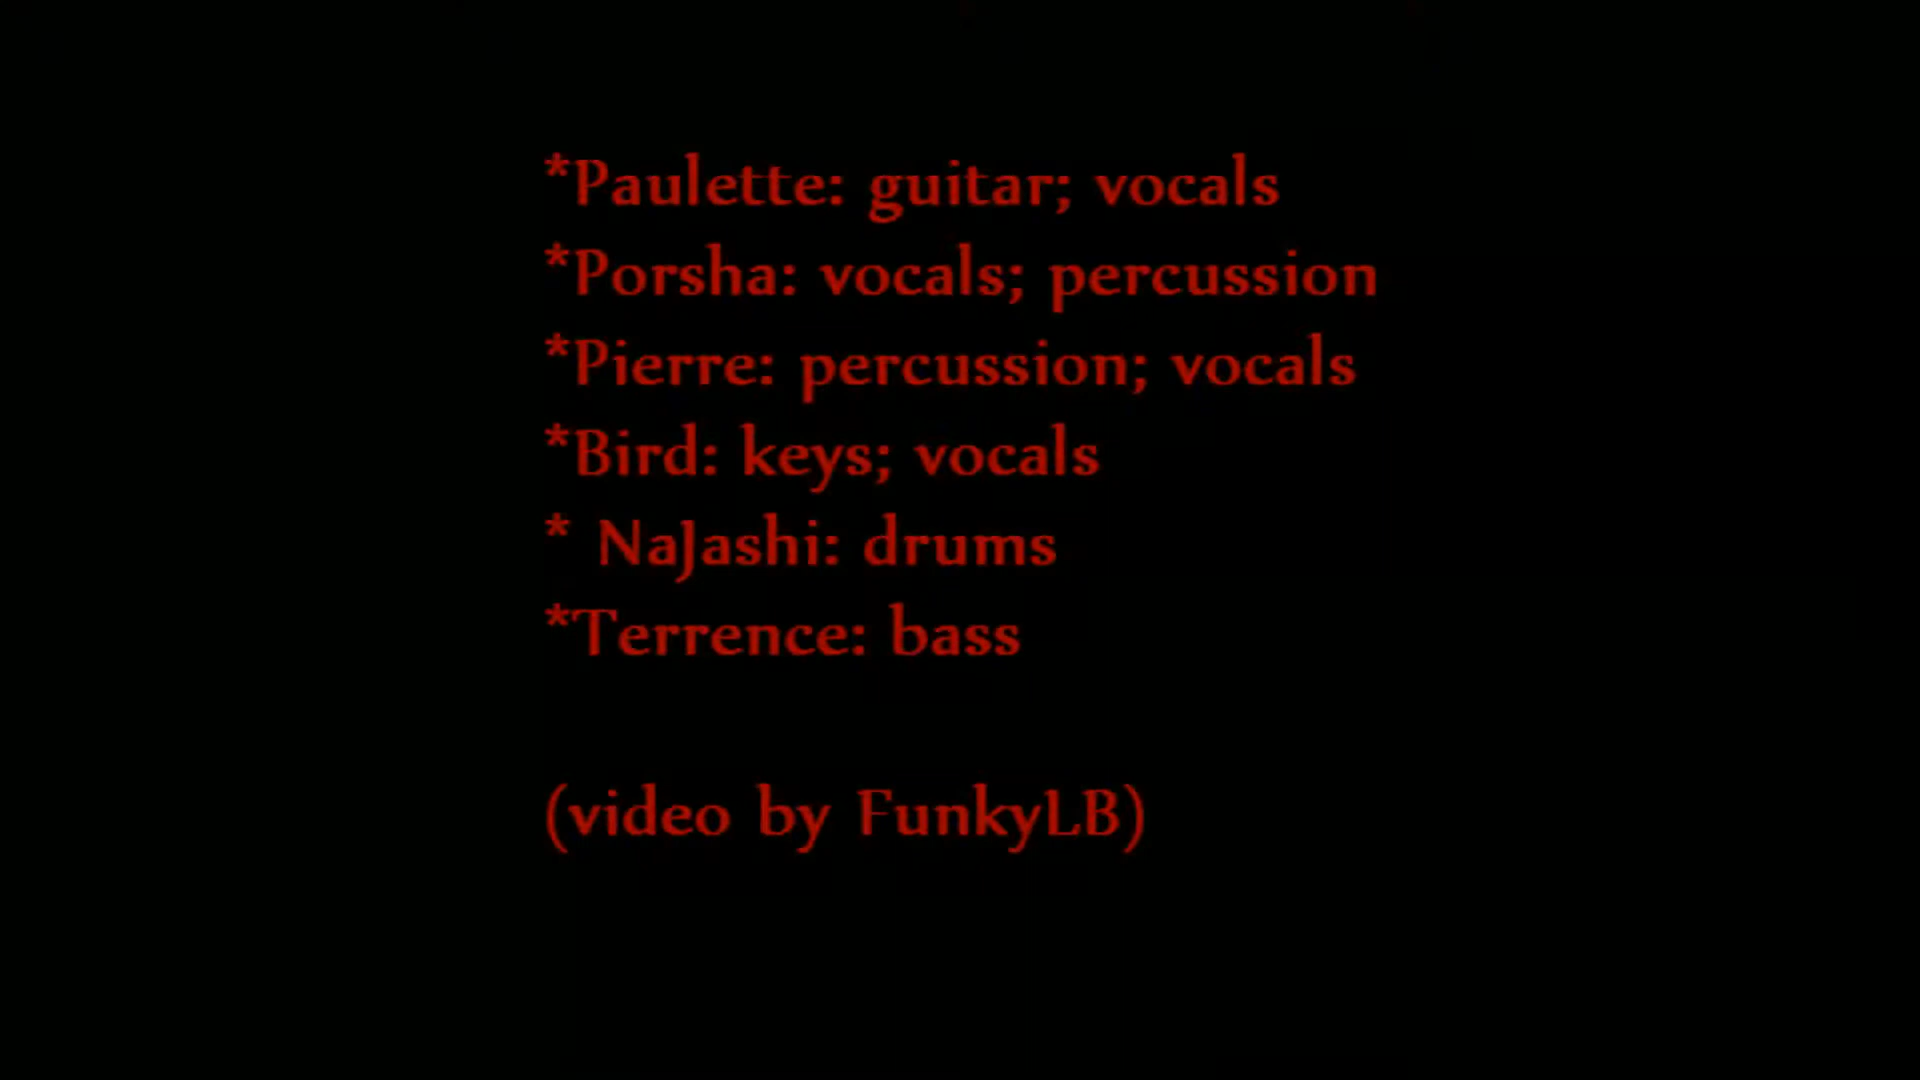 *Paulette: guitar; vocals
*Porsha: vocals; percussion
*Pierre: percussion; vocals
*Bird: keys; vocals
* NaJashi: drums
*Terrence: bass
(video by FunkyLB)